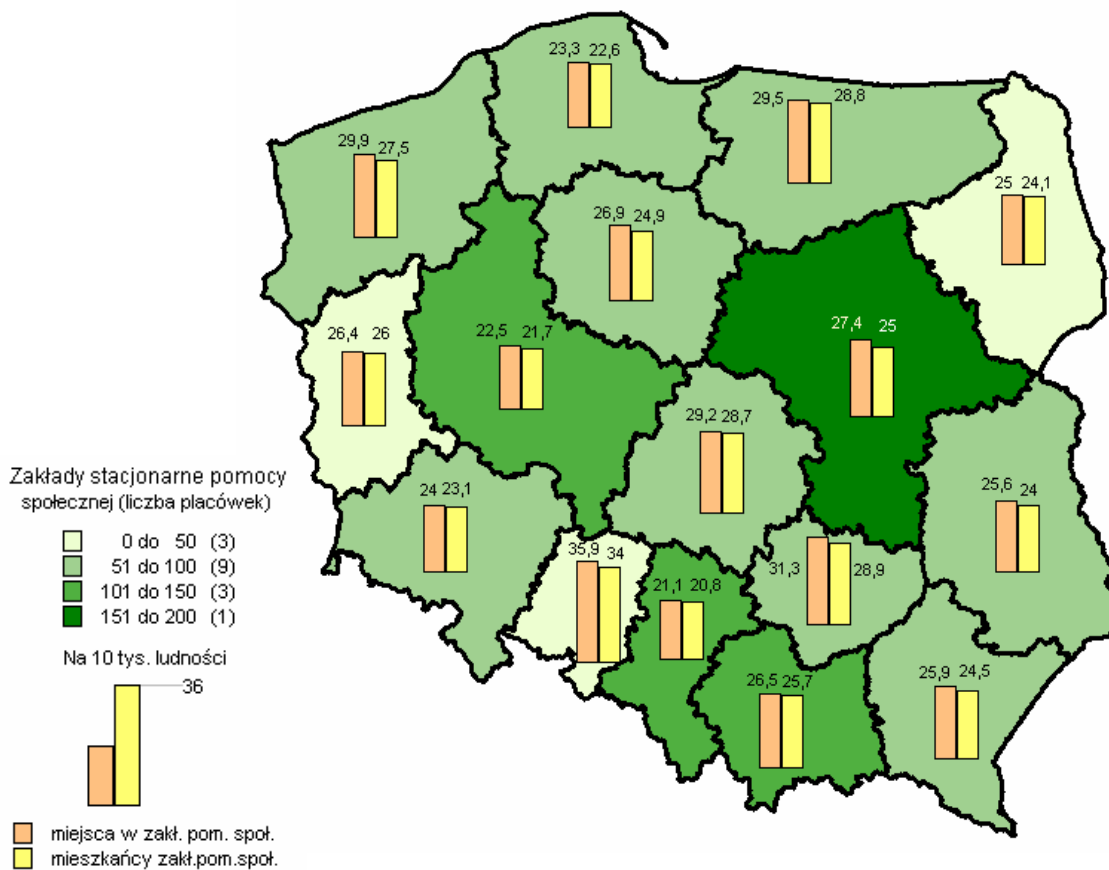 23,3 22,6
29,5 28,8
29,9 27,5
25 24,1
26,9 24,9
27,4 25
26,4 26
22,5 21,7
29,2 28,7
24 23,1
25,6 24
35,9 34
31,3 28,9
21,1 20,8
26,5 25,7
25,9 24,5
Zakłady stacjonarne pomocy
społecznej (liczba placówek)
0 do 50 (3)
51 do 100 (9)
101 do 150 (3)
151 do 200 (1)
Na 10 tys. ludności
36
miejsca w zakł. pom. społ.
mieszkańcy zakł.pom.społ.